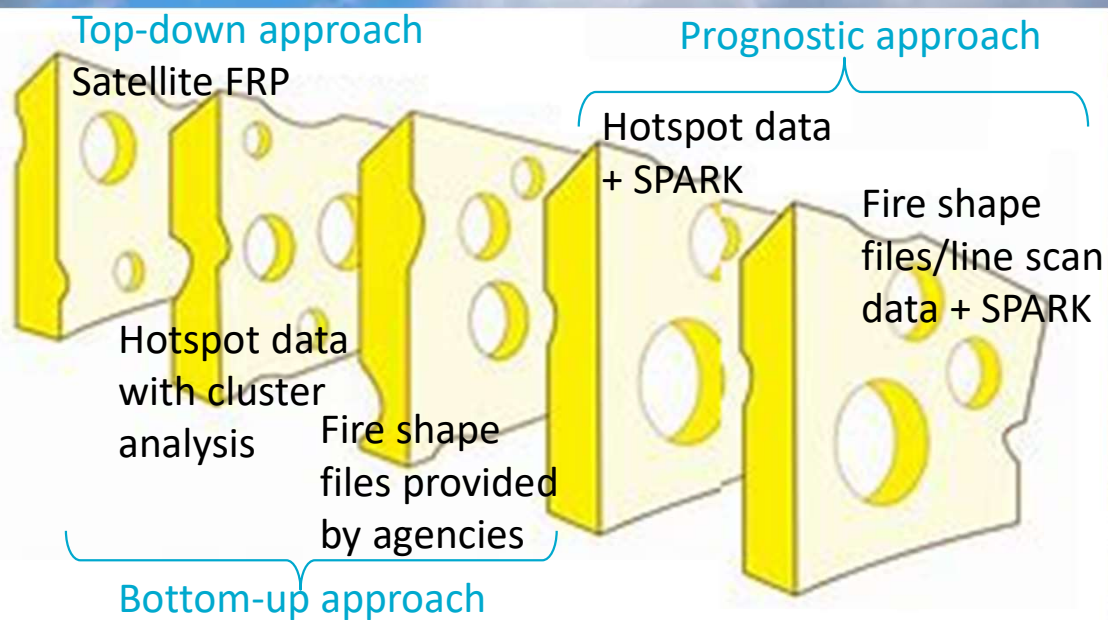 Top-down approach
Satellite FRP
Prognostic approach
Hotspot data
+ SPARK
Fire shape
files/line scan
data + SPARK
Hotspot data
with cluster
analysis
Fire shape
files provided
by agencies
Bottom-up approach